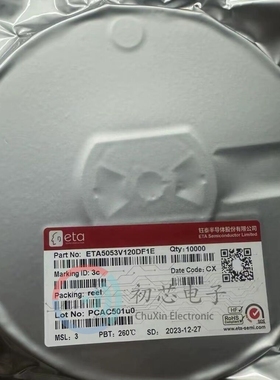 eta
钰泰半导体股份有限公司
ETA Semiconductor Limited
Part No: ETA5053V120DF1E Qty: 10000
Marking ID: 3c Date Code: CX
Packing: reel
Lot No: PCAC501u0
初芯电子
ChuXin Electronic
HF
RoHS
MSL: 3 PBT: 260℃ SD: 2023-12-27
www.eta-semi.com